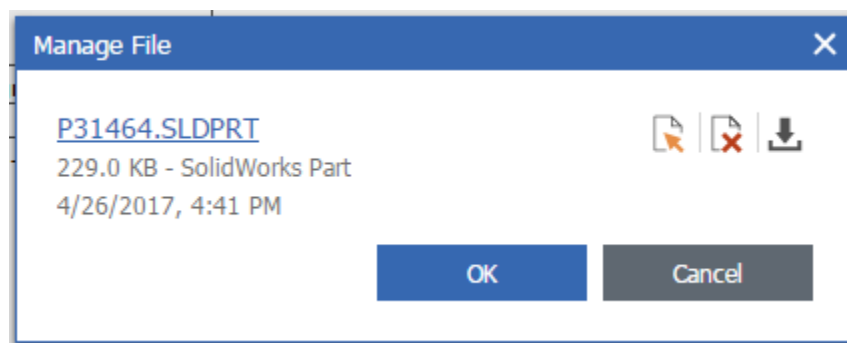 Manage File
P31464.SLDPRT
229.0 KB - SolidWorks Part
4/26/2017, 4:41 PM
OK
Cancel